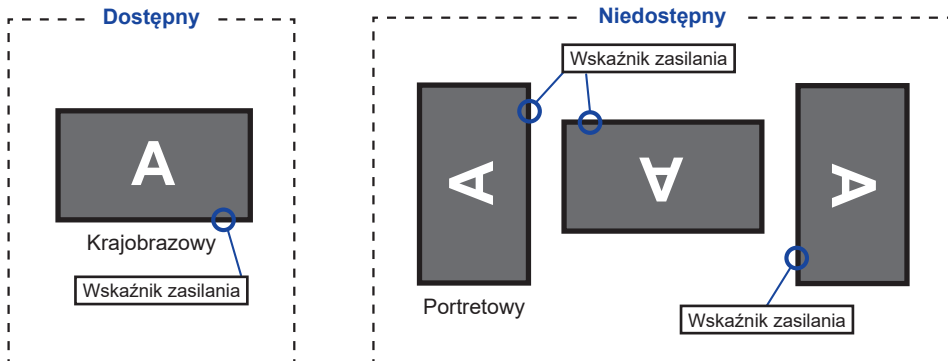 Dostępny
A
Krajobrazowy
Wskaźnik zasilania
Niedostępny
Wskaźnik zasilania
A
A
A
Portretowy
Wskaźnik zasilania